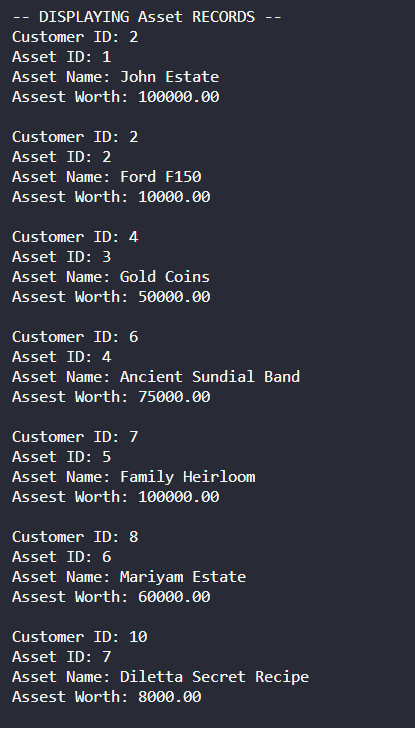 -- DISPLAYING Asset RECORDS --
Customer ID: 2
Asset ID: 1
Asset Name: John Estate
Assest Worth: 100000.00
Customer ID: 2
Asset ID: 2
Asset Name: Ford F150
Assest Worth: 10000.00
Customer ID: 4
Asset ID: 3
Asset Name: Gold Coins
Assest Worth: 50000.00
Customer ID: 6
Asset ID: 4
Asset Name: Ancient Sundial Band
Assest Worth: 75000.00
Customer ID: 7
Asset ID: 5
Asset Name: Family Heirloom
Assest Worth: 100000.00
Customer ID: 8
Asset ID: 6
Asset Name: Mariyam Estate
Assest Worth: 60000.00
Customer ID: 10
Asset ID: 7
Asset Name: Diletta Secret Recipe
Assest Worth: 8000.00